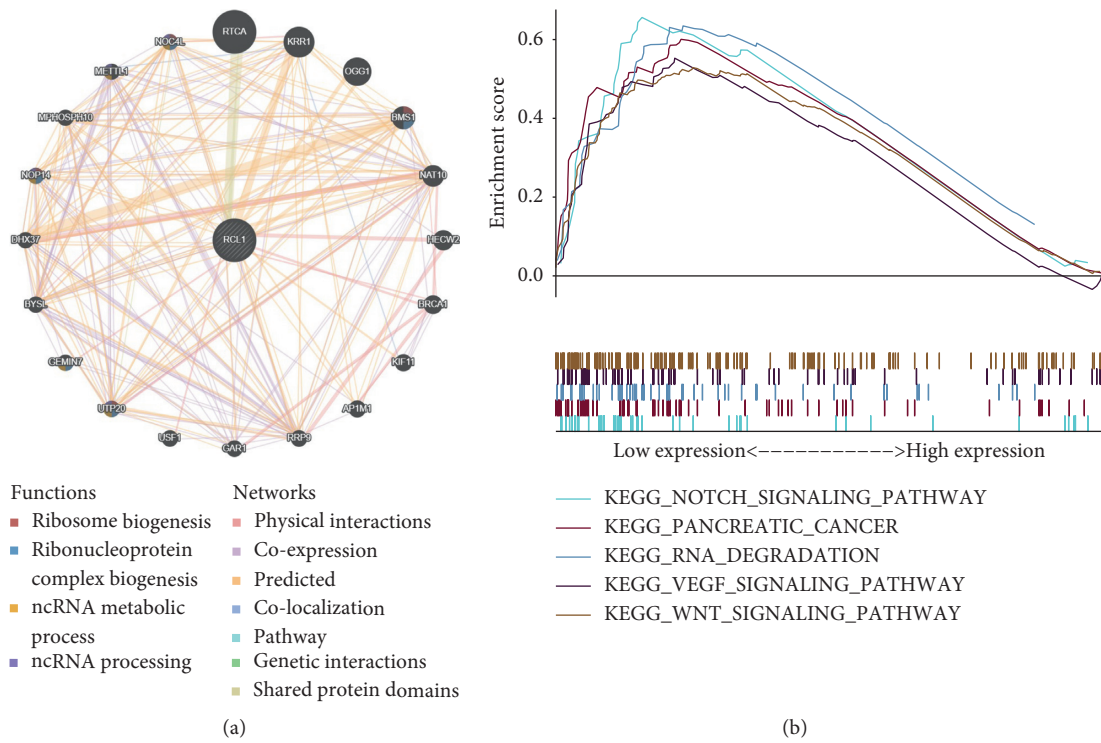 RTCA
KRR1
OGG1
BMS1
NAT10
HECW2
BRCA1
KIF11
AP1M1
RRP9
GAR1
USF1
UTP20
GEMIN7
BYSL
DHX37
NOP14
MPHOSPH10
METTL1
NOC4L
RCL1
Functions
Ribosome biogenesis
Ribonucleoprotein
complex biogenesis
ncRNA metabolic
process
ncRNA processing
Networks
Physical interactions
Co-expression
Predicted
Co-localization
Pathway
Genetic interactions
Shared protein domains
(a)
Enrichment score
0.6
0.4
0.2
0.0
Low expression<−−−−−−−−−−−>High expression
KEGG_NOTCH_SIGNALING_PATHWAY
KEGG_PANCREATIC_CANCER
KEGG_RNA_DEGRADATION
KEGG_VEGF_SIGNALING_PATHWAY
KEGG_WNT_SIGNALING_PATHWAY
(b)